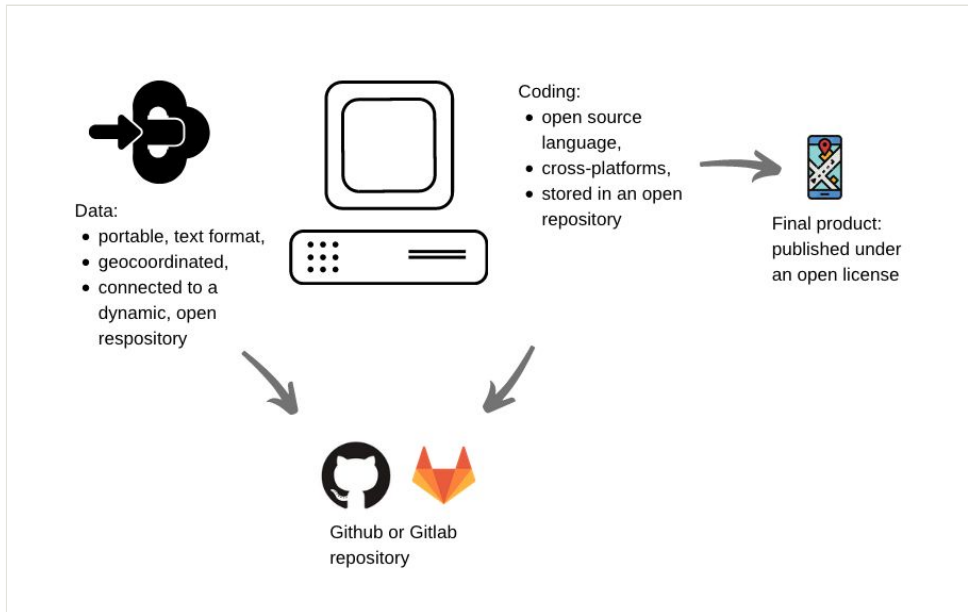 Data:
• portable, text format,
• geocoordinated,
• connected to a
dynamic, open
respository
Coding:
• open source
language,
• cross-platforms,
• stored in an open
repository
Final product:
published under
an open license
Github or Gitlab
repository